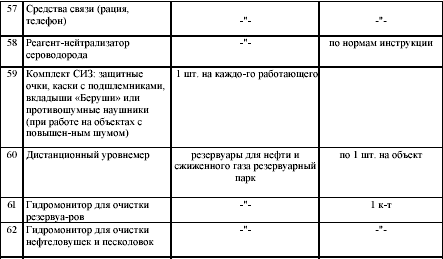 57 Средства связи (рация, -"- -"-
телефон)
58 Реагент-нейтрализатор -"- по нормам инструкции
сероводорода
59 Комплект СИЗ: защитные 1 шт. на каждо-го работающего
очки, каски с подшлемниками,
вкладыши «Беруши» или
противошумные наушники
(при работе на объектах с
повышен-ным шумом)
60 Дистанционный уровнемер резервуары для нефти и по 1 шт. на объект
сжиженного газа резервуарный
парк
61 Гидромонитор для очистки -"- 1 к-т
резервуа-ров
62 Гидромонитор для очистки -"- -"-
нефтеловушек и песколовок